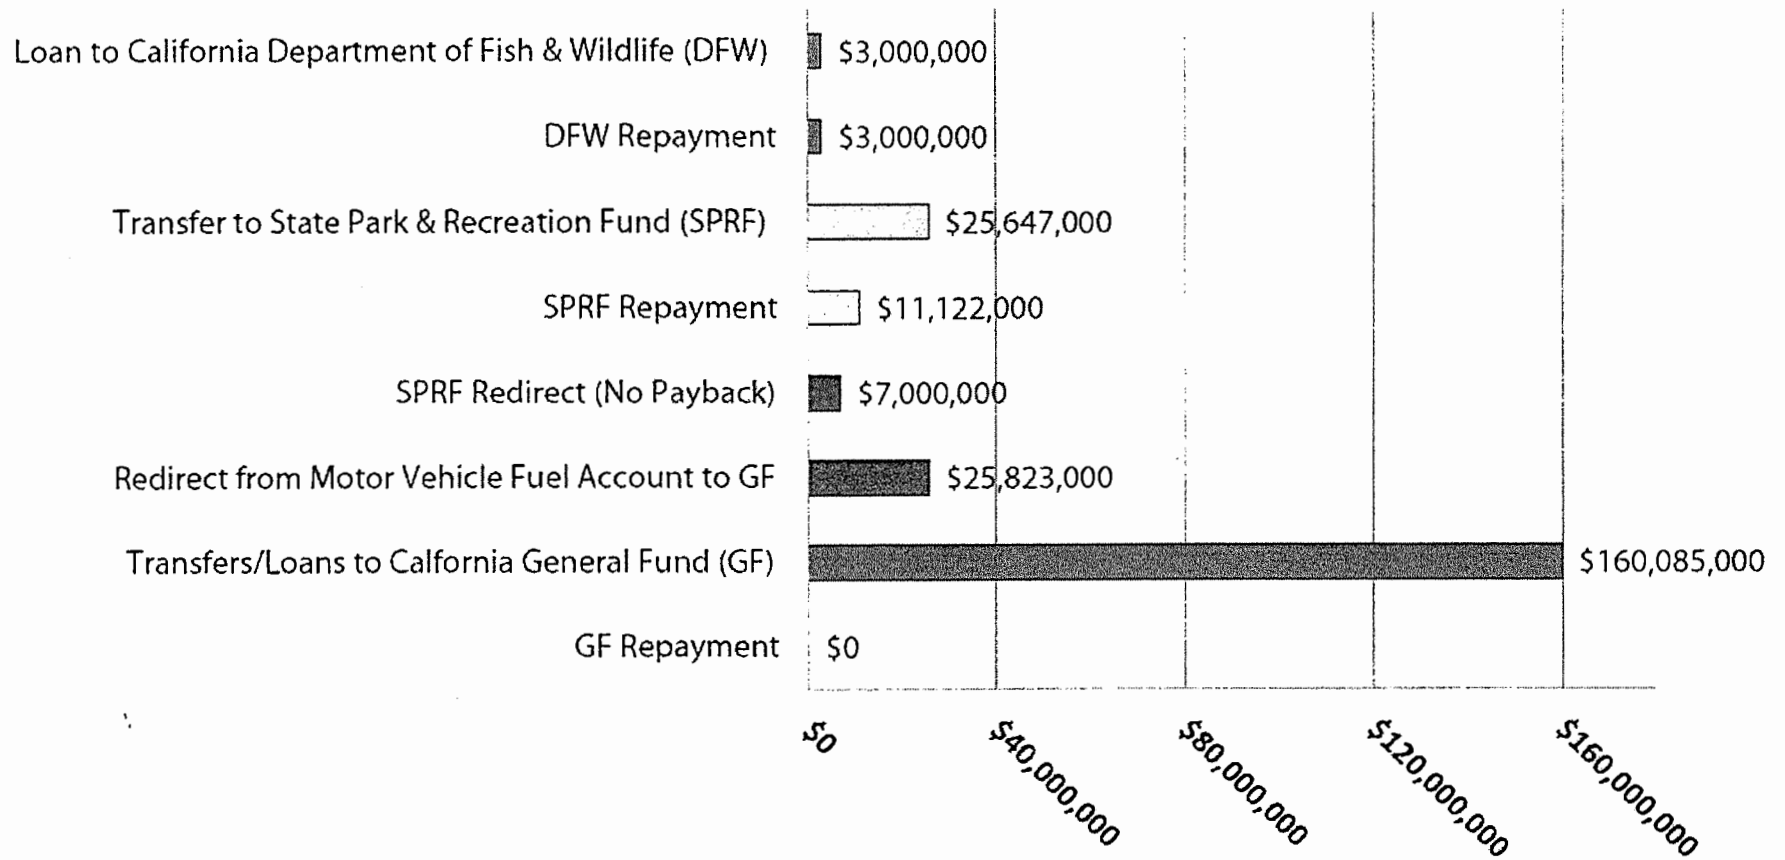 Loan to California Department of Fish & Wildlife (DFW) $3,000,000
DFW Repayment $3,000,000
Transfer to State Park & Recreation Fund (SPRF) $25,647,000
SPRF Repayment $11,122,000
SPRF Redirect (No Payback) $7,000,000
Redirect from Motor Vehicle Fuel Account to GF $25,823,000
Transfers/Loans to Calfornia General Fund (GF) $160,085,000
GF Repayment $0
$0 $40,000,000 $80,000,000 $120,000,000 $160,000,000